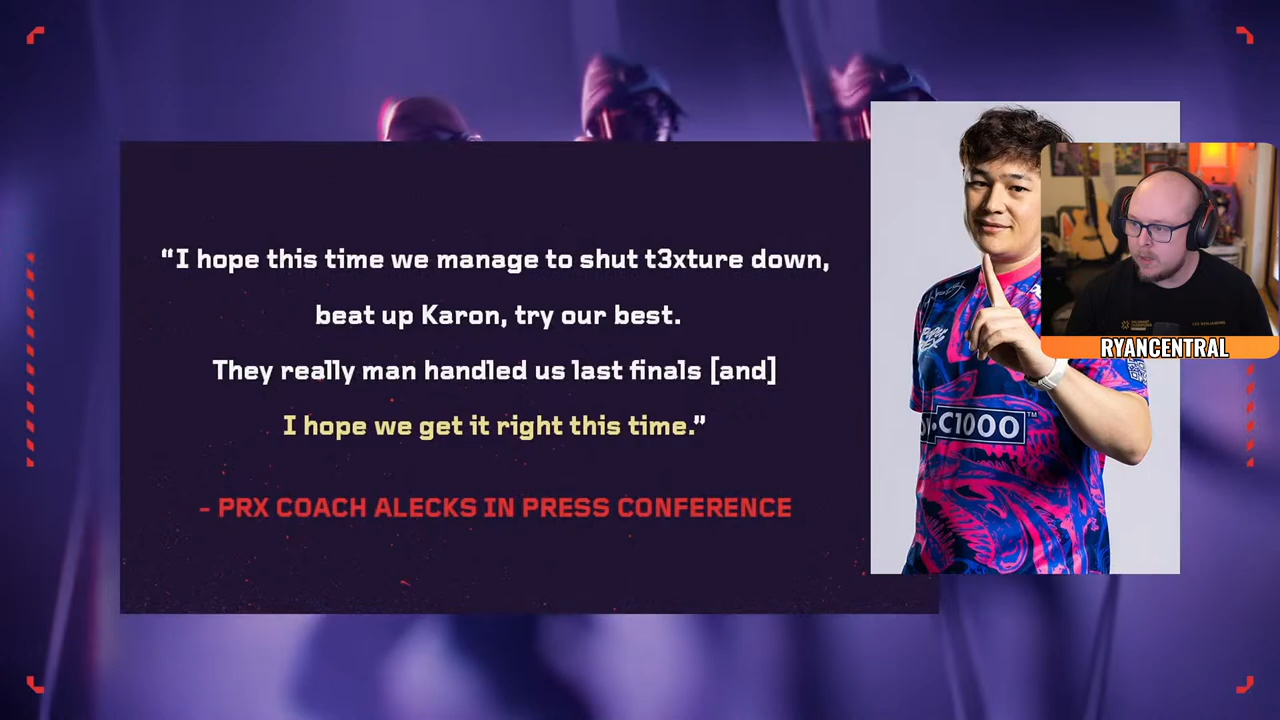 “I hope this time we manage to shut t3xture down,
beat up Karon, try our best.
They really man handled us last finals [and]
I hope we get it right this time.”
- PRX COACH ALECKS IN PRESS CONFERENCE
C1000
RYANCENTRAL